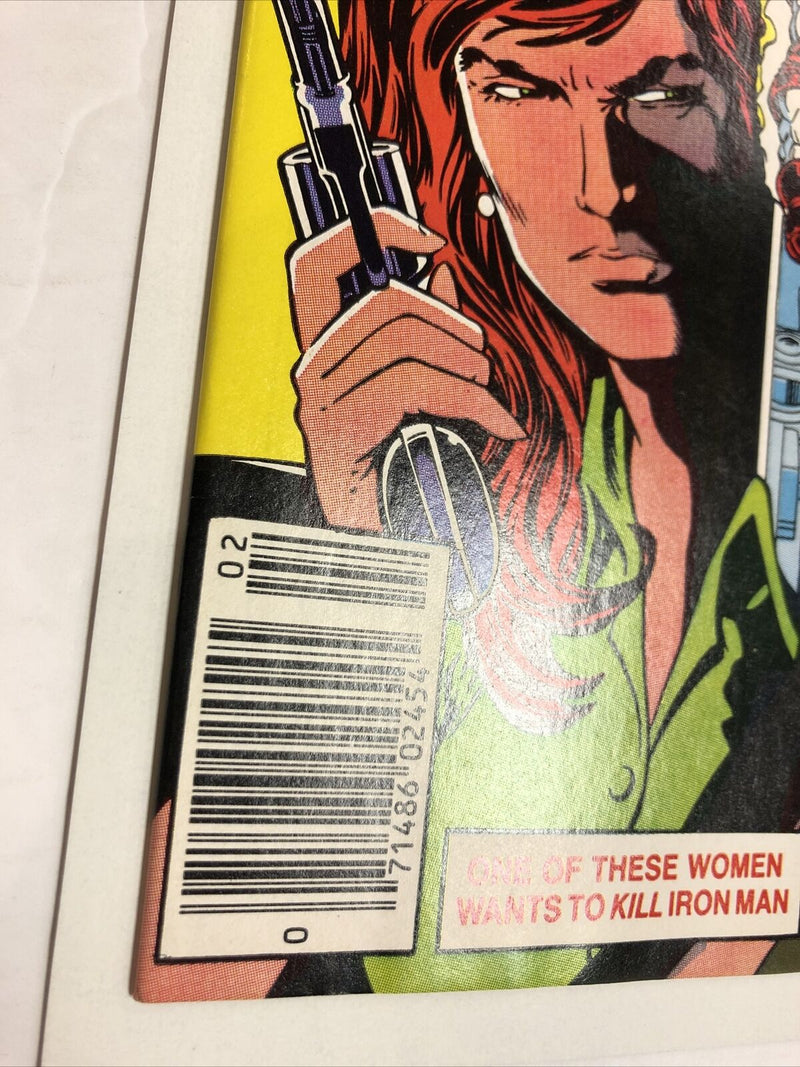 02
0
71486 02454
ONE OF THESE WOMEN
WANTS TO KILL IRON MAN